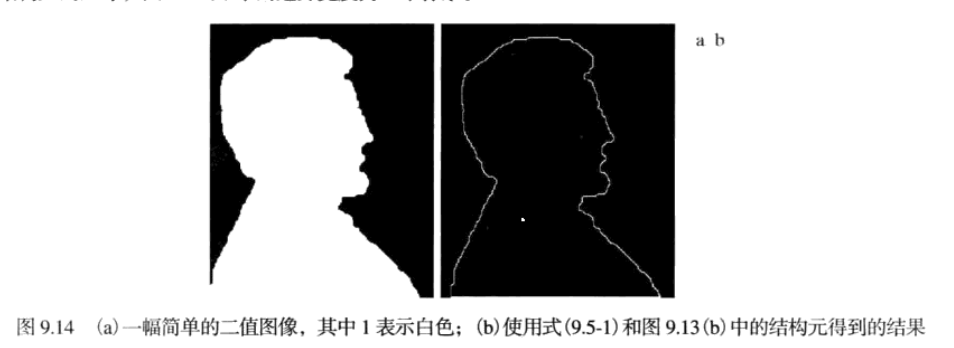 a b
图 9.14 (a)一幅简单的二值图像，其中 1 表示白色；(b)使用式(9.5-1)和图 9.13(b)中的结构元得到的结果